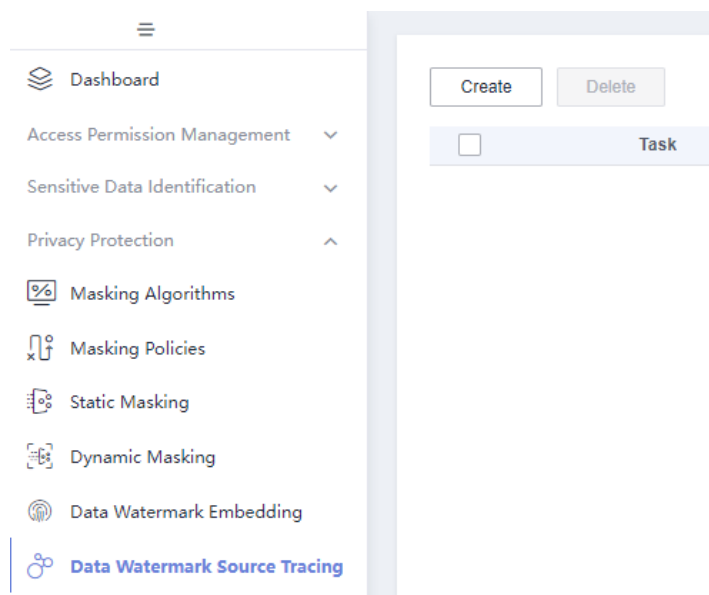 Dashboard
Access Permission Management
Sensitive Data Identification
Privacy Protection
Masking Algorithms
Masking Policies
Static Masking
Dynamic Masking
Data Watermark Embedding
Data Watermark Source Tracing
Create Delete
Task